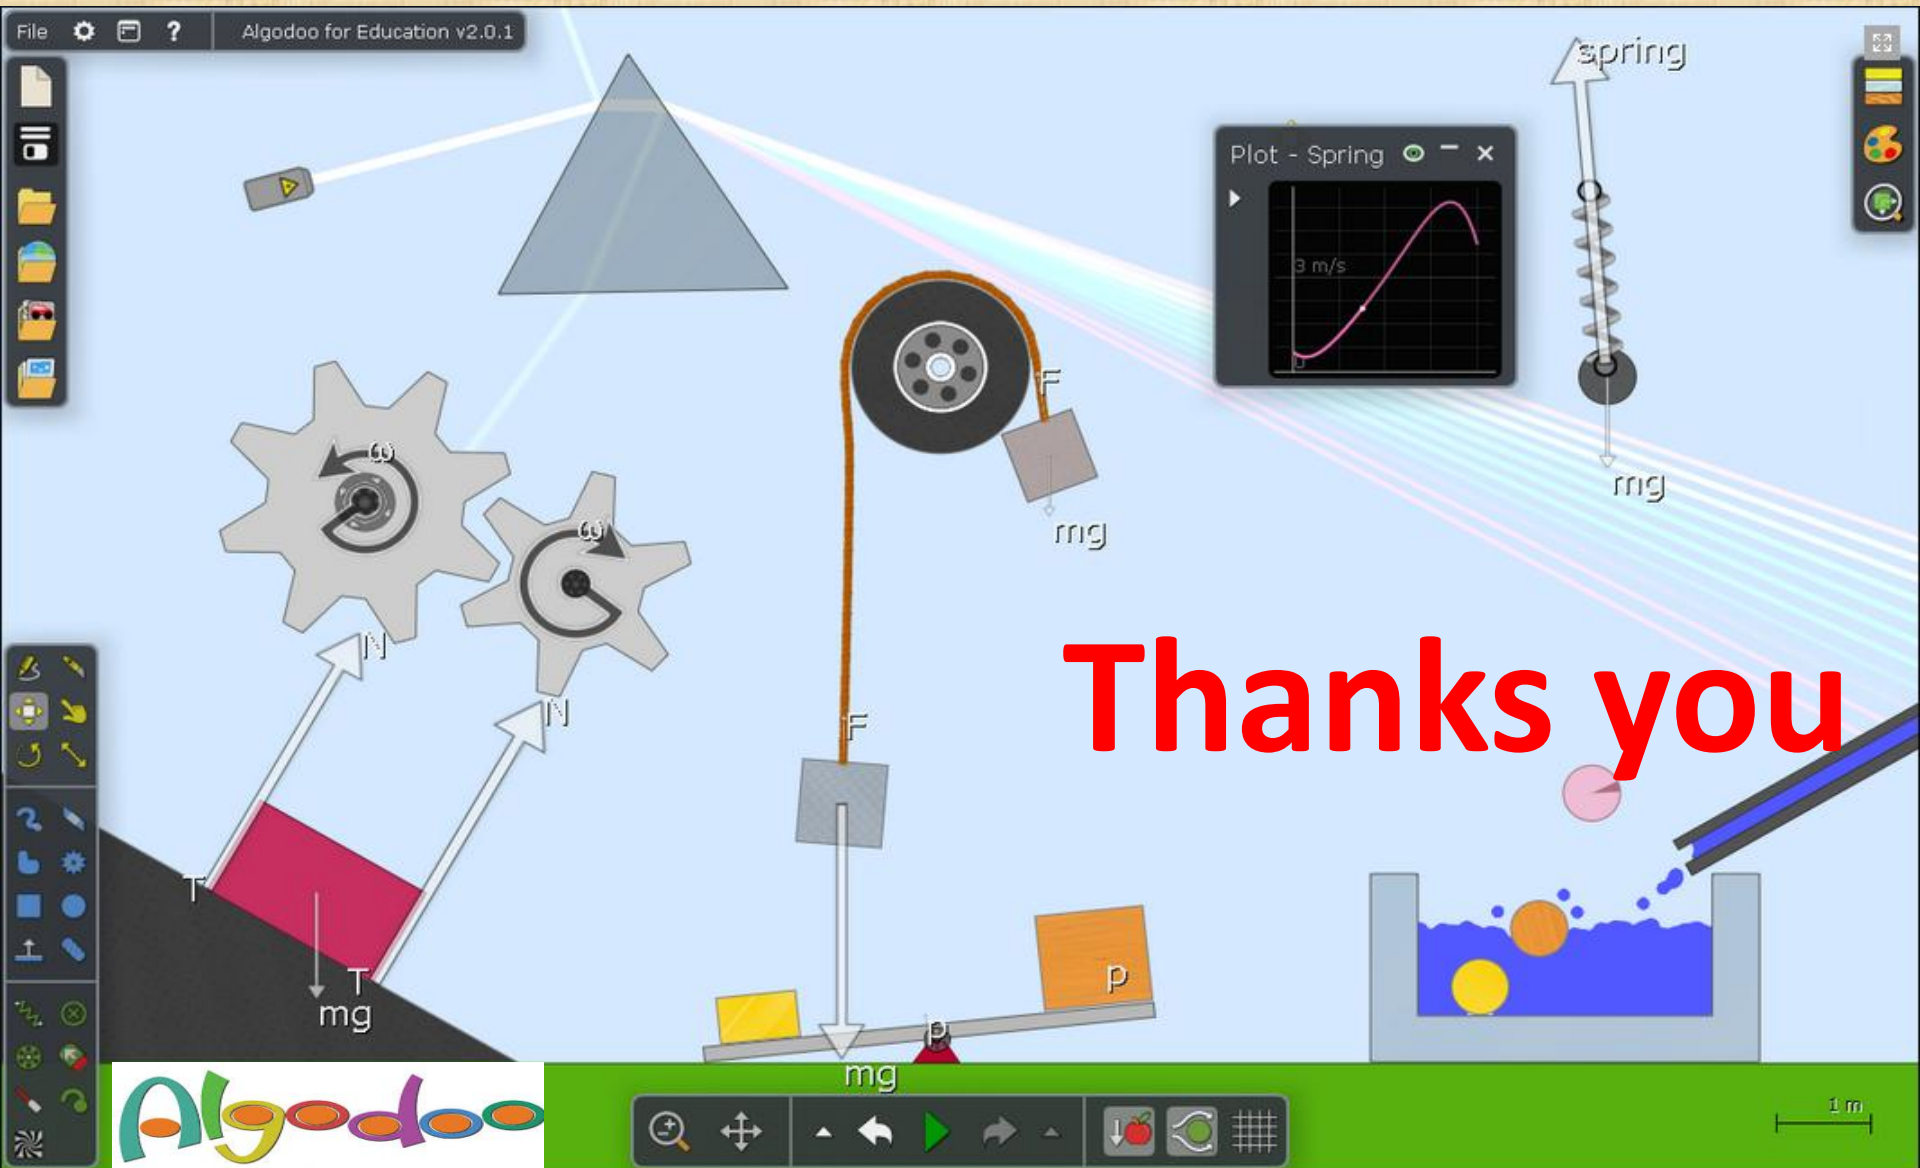 File ? Algodoo for Education v2.0.1
spring
Plot - Spring
3 m/s
0
F
mg
mg
ω
ω
N
N
F
Thanks you
T
T
mg
p
p
mg
1 m
Algodoo